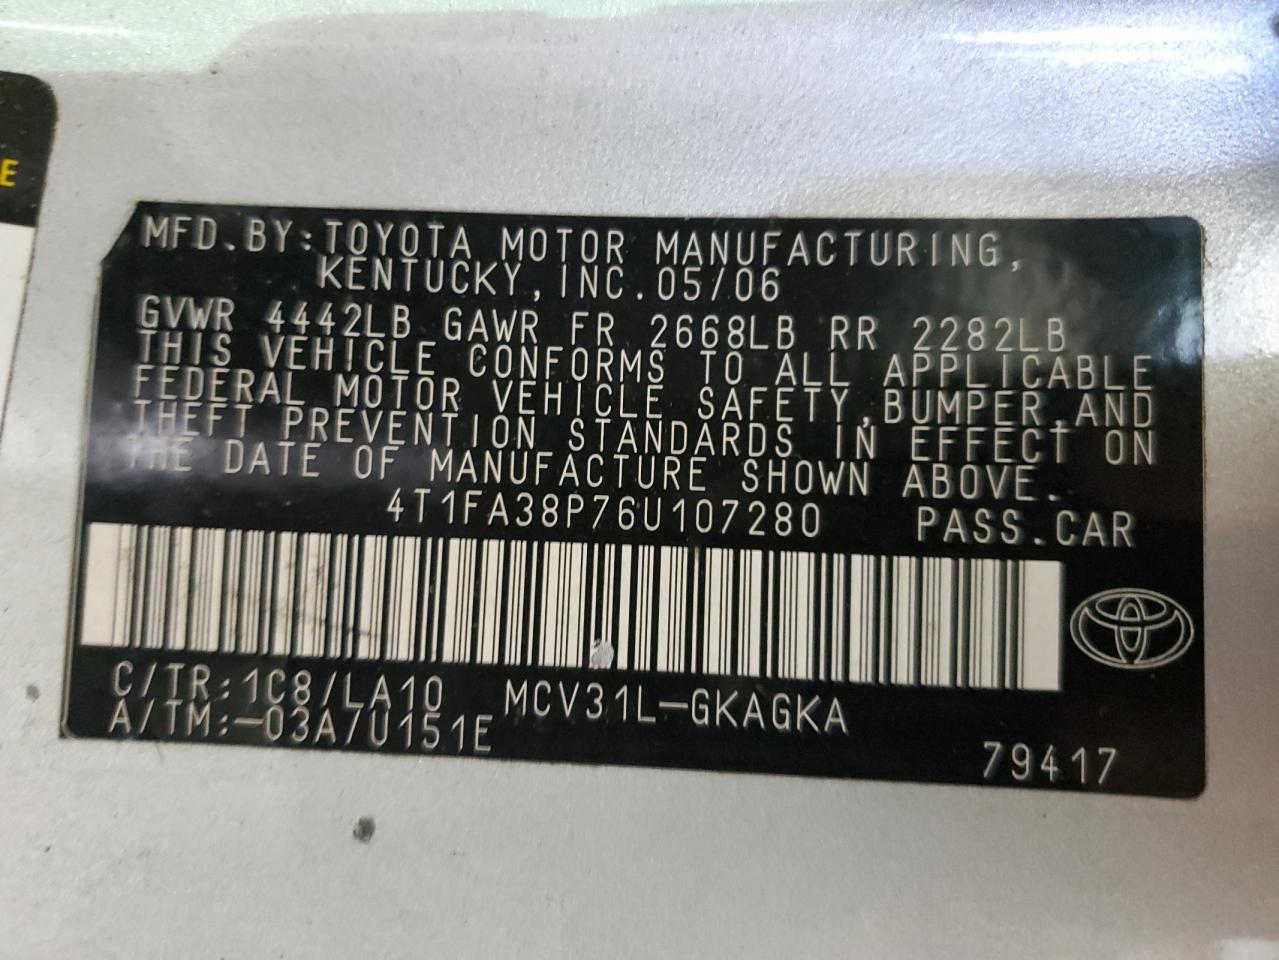 E
MFD.BY:TOYOTA MOTOR MANUFACTURING,
KENTUCKY,INC.05/06
GVWR 4442LB GAWR FR 2668LB RR 2282LB
THIS VEHICLE CONFORMS TO ALL APPLICABLE
FEDERAL MOTOR VEHICLE SAFETY,BUMPER,AND
THEFT PREVENTION STANDARDS IN EFFECT ON
THE DATE OF MANUFACTURE SHOWN ABOVE.
4T1FA38P76U107280 PASS.CAR
C/TR:1C8/LA10 MCV31L-GKAGKA
A/TM:-03A/U151E
79417